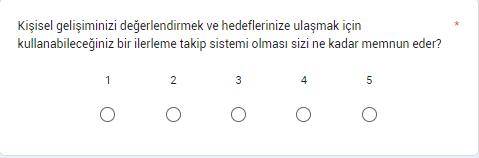 Kişisel gelişiminizi değerlendirmek ve hedeflerinize ulaşmak için *
kullanabileceğiniz bir ilerleme takip sistemi olması sizi ne kadar memnun eder?
1 2 3 4 5